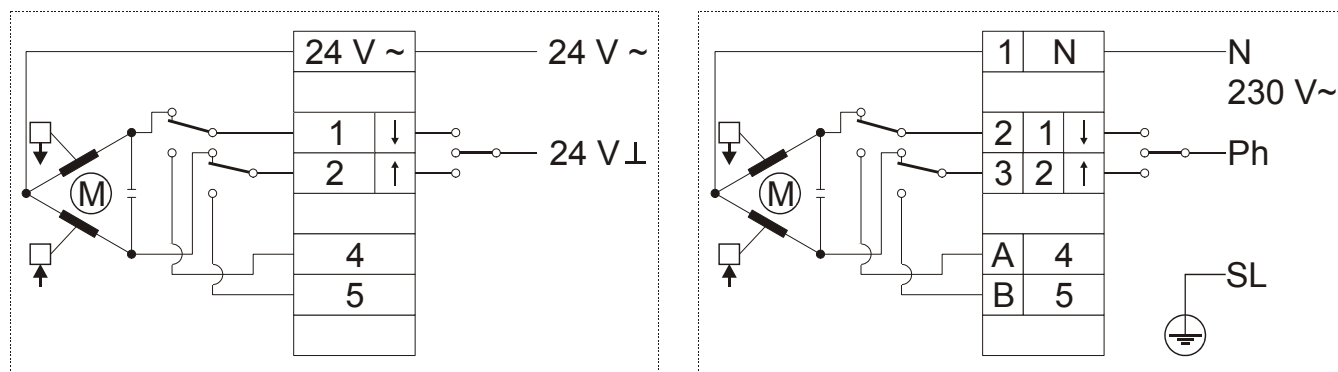 24 V ~ 24 V ~
1 ↓
24 V⊥
2 ↑
M
4
5
1 N N
230 V~
2 1 ↓
Ph
3 2 ↑
M
A 4
SL
B 5